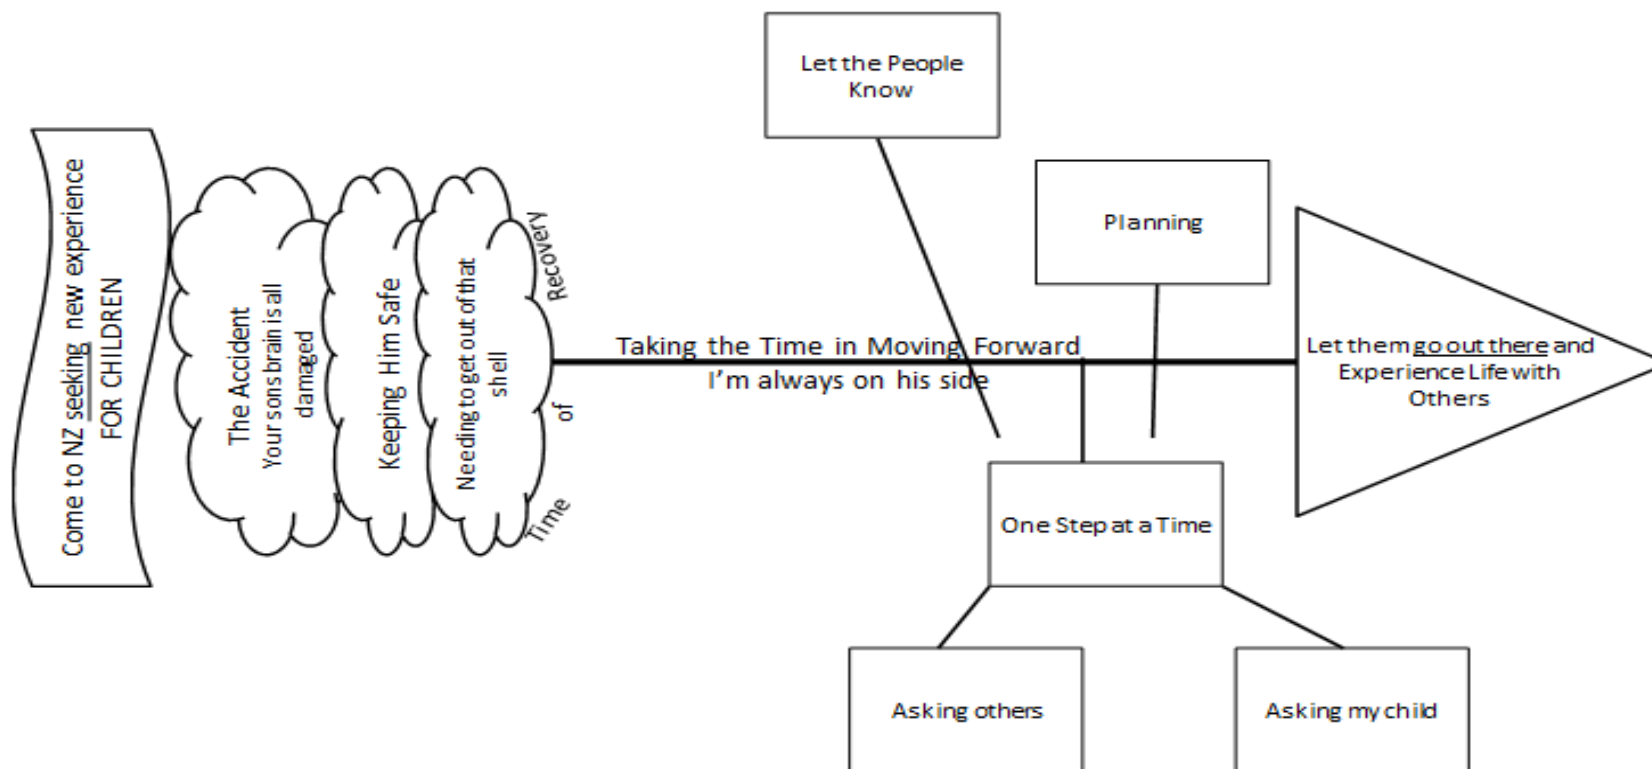 Come to NZ seeking new experience
FOR CHILDREN
The Accident
Your sons brain is all
damaged
Keeping Him Safe
Needing to get out of that
shell
Time
of
Recovery
Taking the Time in Moving Forward
I'm always on his side
Let the People
Know
Planning
One Step at a Time
Asking others
Asking my child
Let them go out there and
Experience Life with
Others